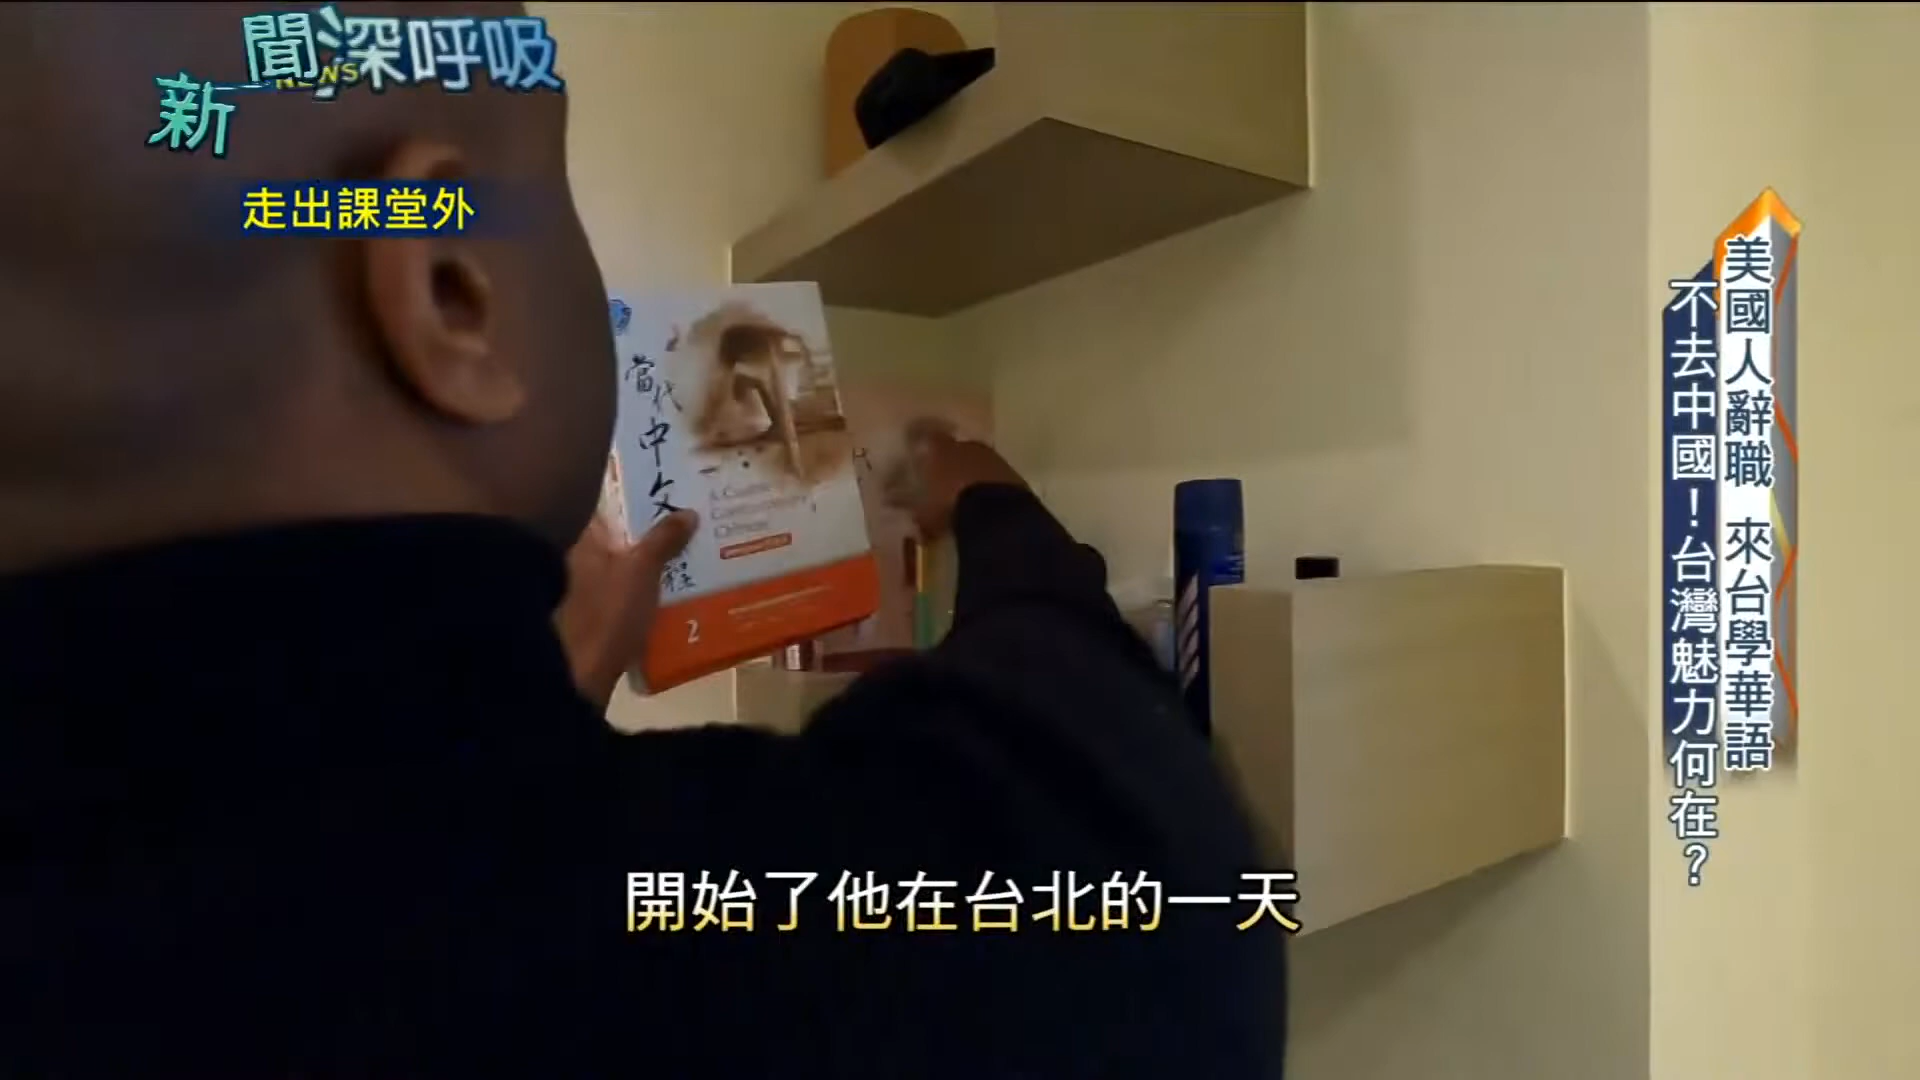 新聞深呼吸
NEWS
走出課堂外
美國人辭職 來台學華語
不去中國！台灣魅力何在？
當代中文課程
A Course in
Contemporary
Chinese
2
開始了他在台北的一天